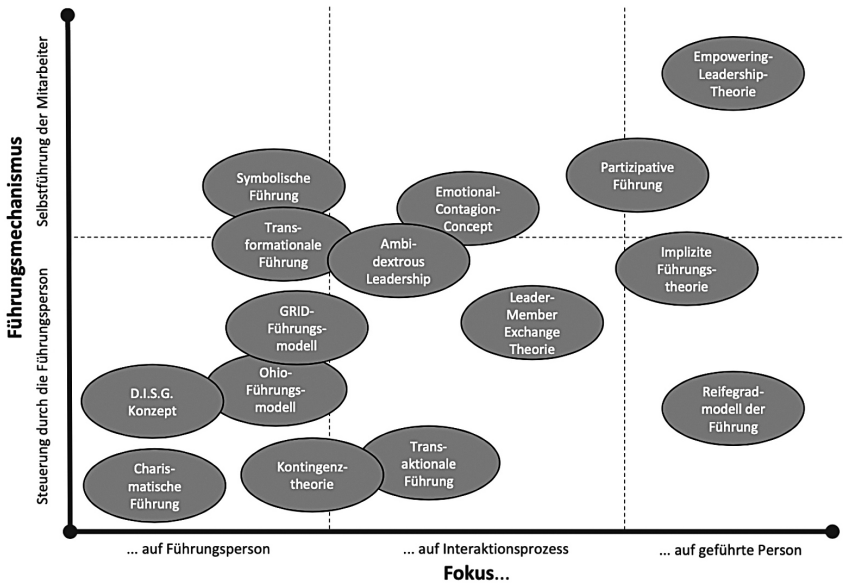 Führungsmechanismus
Selbstführung der Mitarbeiter
Steuerung durch die Führungsperson
Empowering-
Leadership-
Theorie
Symbolische
Führung
Emotional-
Contagion-
Concept
Partizipative
Führung
Trans-
formationale
Führung
Ambi-
dextrous
Leadership
Implizite
Führungs-
theorie
GRID-
Führungs-
modell
Leader-
Member
Exchange
Theorie
D.I.S.G.
Konzept
Ohio-
Führungs-
modell
Reifegrad-
modell der
Führung
Charis-
matische
Führung
Kontingenz-
theorie
Trans-
aktionale
Führung
... auf Führungsperson
... auf Interaktionsprozess
... auf geführte Person
Fokus...